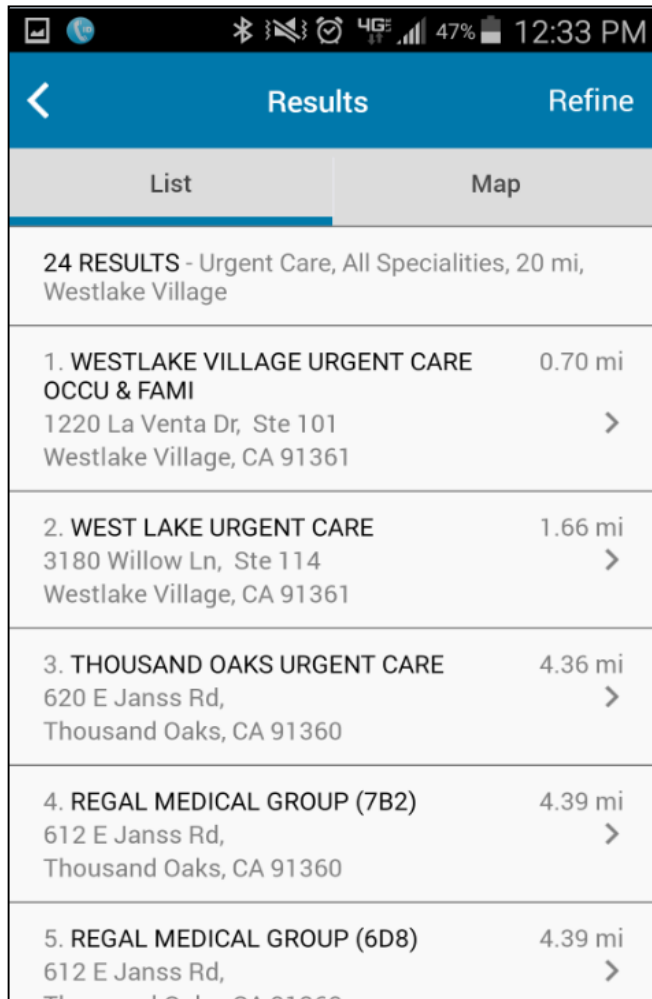 4G 47% 12:33 PM
Results Refine
List Map
24 RESULTS - Urgent Care, All Specialities, 20 mi,
Westlake Village
1. WESTLAKE VILLAGE URGENT CARE 0.70 mi
OCCU & FAMI
1220 La Venta Dr, Ste 101
Westlake Village, CA 91361
2. WEST LAKE URGENT CARE 1.66 mi
3180 Willow Ln, Ste 114
Westlake Village, CA 91361
3. THOUSAND OAKS URGENT CARE 4.36 mi
620 E Janss Rd,
Thousand Oaks, CA 91360
4. REGAL MEDICAL GROUP (7B2) 4.39 mi
612 E Janss Rd,
Thousand Oaks, CA 91360
5. REGAL MEDICAL GROUP (6D8) 4.39 mi
612 E Janss Rd,